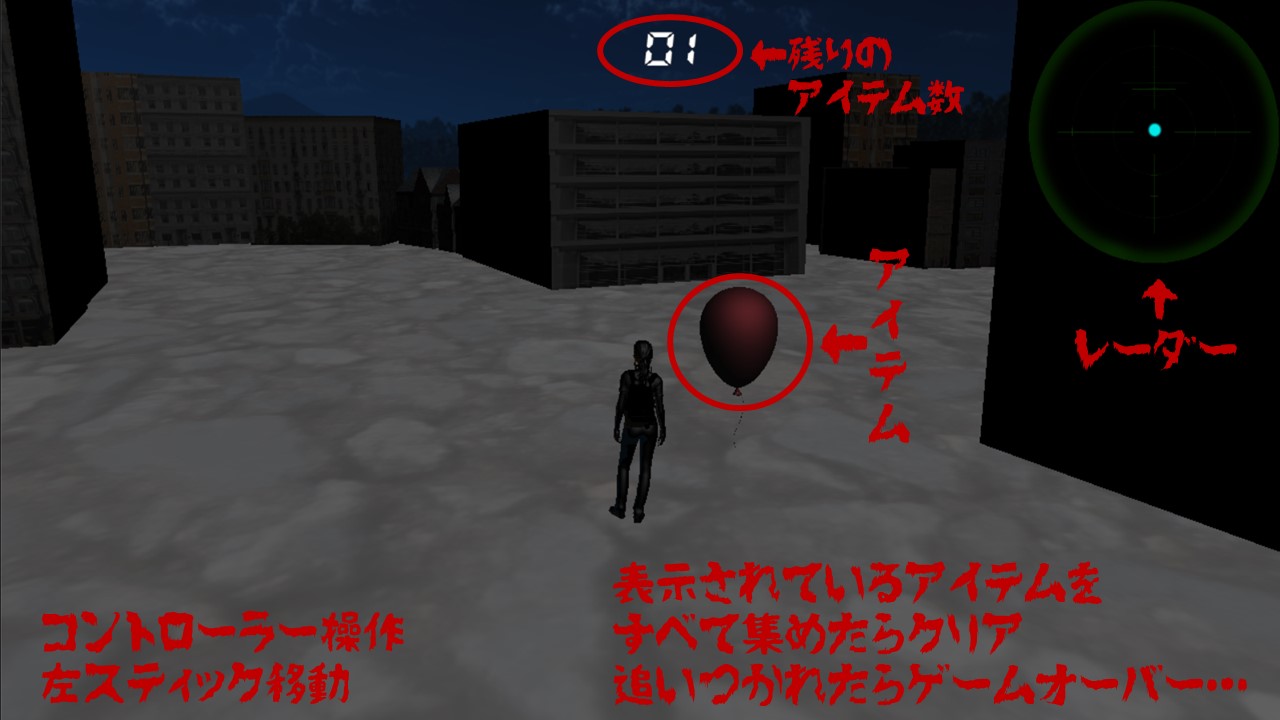 01
←残りの
アイテム数
←アイテム
↑
レーダー
コントローラー操作
左スティック移動
表示されているアイテムを
すべて集めたらクリア
追いつかれたらゲームオーバー…